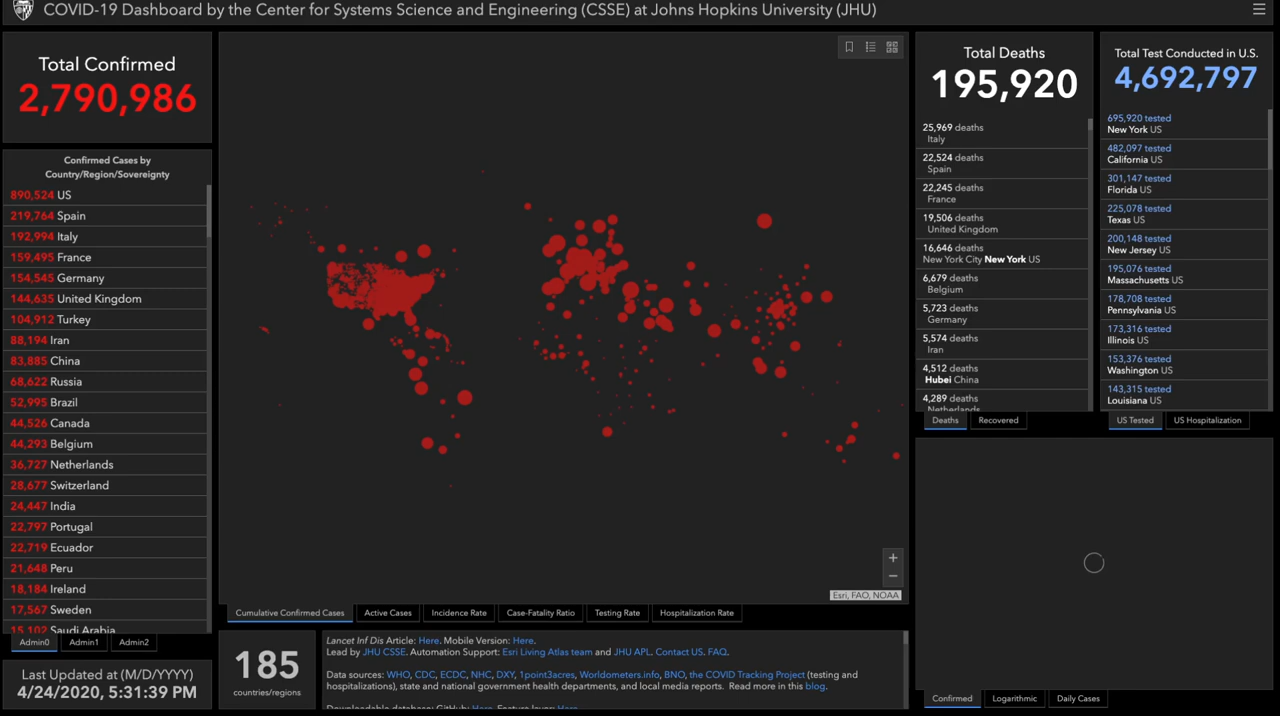 COVID-19 Dashboard by the Center for Systems Science and Engineering (CSSE) at Johns Hopkins University (JHU)
Total Confirmed
2,790,986
Confirmed Cases by
Country/Region/Sovereignty
890,524 US
219,764 Spain
192,994 Italy
159,495 France
154,545 Germany
144,635 United Kingdom
104,912 Turkey
88,194 Iran
83,885 China
68,622 Russia
52,995 Brazil
44,526 Canada
44,293 Belgium
36,727 Netherlands
28,677 Switzerland
24,447 India
22,797 Portugal
22,719 Ecuador
21,648 Peru
18,184 Ireland
17,567 Sweden
15,102 Saudi Arabia
Admin0
Admin1
Admin2
Last Updated at (M/D/YYYY)
4/24/2020, 5:31:39 PM
Esri, FAO, NOAA
Cumulative Confirmed Cases
Active Cases
Incidence Rate
Case-Fatality Ratio
Testing Rate
Hospitalization Rate
185
countries/regions
Lancet Inf Dis Article: Here. Mobile Version: Here.
Lead by JHU CSSE. Automation Support: Esri Living Atlas team and JHU APL. Contact US. FAQ.
Data sources: WHO, CDC, ECDC, NHC, DXY, 1point3acres, Worldometers.info, BNO, the COVID Tracking Project (testing and
hospitalizations), state and national government health departments, and local media reports. Read more in this blog.
Downloadable database: GitHub: Here. Feature layer: Here.
Total Deaths
195,920
25,969 deaths
Italy
22,524 deaths
Spain
22,245 deaths
France
19,506 deaths
United Kingdom
16,646 deaths
New York City New York US
6,679 deaths
Belgium
5,723 deaths
Germany
5,574 deaths
Iran
4,512 deaths
Hubei China
4,289 deaths
Netherlands
Deaths
Recovered
Total Test Conducted in U.S.
4,692,797
695,920 tested
New York US
482,097 tested
California US
301,147 tested
Florida US
225,078 tested
Texas US
200,148 tested
New Jersey US
195,076 tested
Massachusetts US
178,708 tested
Pennsylvania US
173,316 tested
Illinois US
153,376 tested
Washington US
143,315 tested
Louisiana US
US Tested
US Hospitalization
Confirmed
Logarithmic
Daily Cases